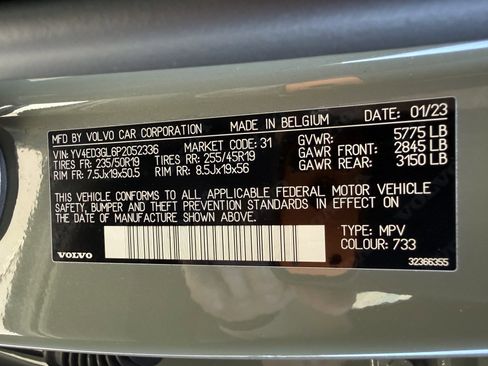 MFD BY VOLVO CAR CORPORATION MADE IN BELGIUM DATE: 01/23
VIN: YV4ED3GL6P2052336 MARKET CODE: 31 GVWR: 5775 LB
TIRES FR: 235/50R19 TIRES RR: 255/45R19 GAWR FRONT: 2845 LB
RIM FR: 7.5Jx19x50.5 RIM RR: 8.5Jx19x56 GAWR REAR: 3150 LB
THIS VEHICLE CONFORMS TO ALL APPLICABLE FEDERAL MOTOR VEHICLE
SAFETY, BUMPER AND THEFT PREVENTION STANDARDS IN EFFECT ON
THE DATE OF MANUFACTURE SHOWN ABOVE.
TYPE: MPV
COLOUR: 733
VOLVO 32366355